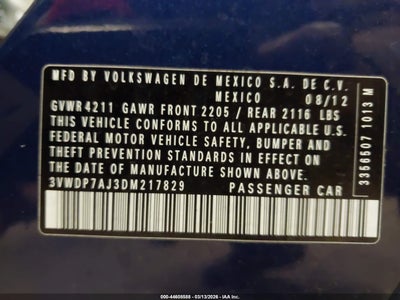 MFD BY VOLKSWAGEN DE MEXICO S.A. DE C.V.
MEXICO 08/12
GVWR 4211 GAWR FRONT 2205 / REAR 2116 LBS
THIS VEHICLE CONFORMS TO ALL APPLICABLE U.S.
FEDERAL MOTOR VEHICLE SAFETY, BUMPER AND
THEFT PREVENTION STANDARDS IN EFFECT ON THE
DATE OF MANUFACTURE SHOWN ABOVE.
3VWDP7AJ3DM217829 PASSENGER CAR
3356607 1013 M
000-44608588 - 03/13/2026 - IAA, Inc.